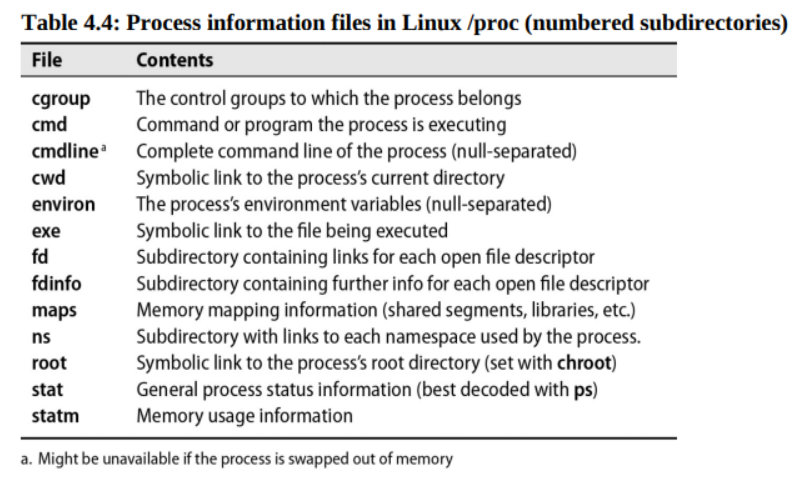 Table 4.4: Process information files in Linux /proc (numbered subdirectories)
File Contents
cgroup The control groups to which the process belongs
cmd Command or program the process is executing
cmdline a Complete command line of the process (null-separated)
cwd Symbolic link to the process's current directory
environ The process's environment variables (null-separated)
exe Symbolic link to the file being executed
fd Subdirectory containing links for each open file descriptor
fdinfo Subdirectory containing further info for each open file descriptor
maps Memory mapping information (shared segments, libraries, etc.)
ns Subdirectory with links to each namespace used by the process.
root Symbolic link to the process's root directory (set with chroot)
stat General process status information (best decoded with ps)
statm Memory usage information
a. Might be unavailable if the process is swapped out of memory